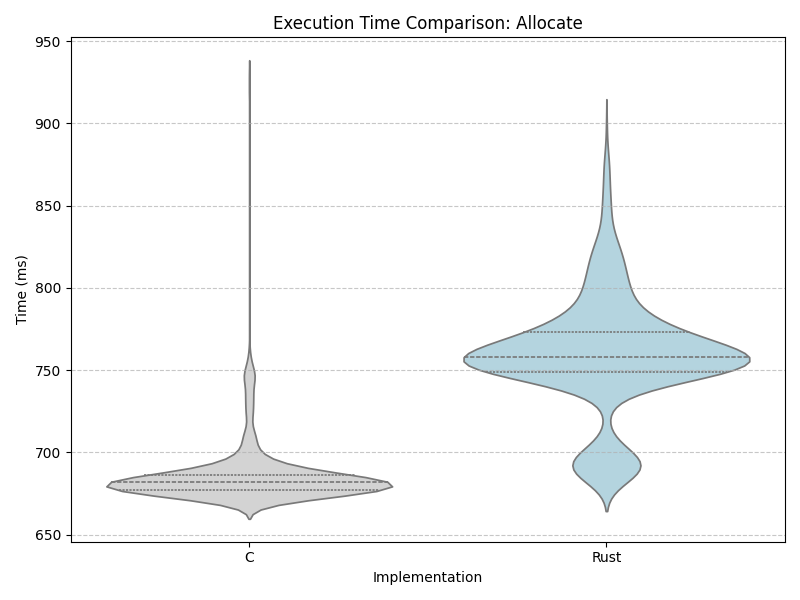 Execution Time Comparison: Allocate
950
900
850
800
750
700
650
Time (ms)
C
Rust
Implementation